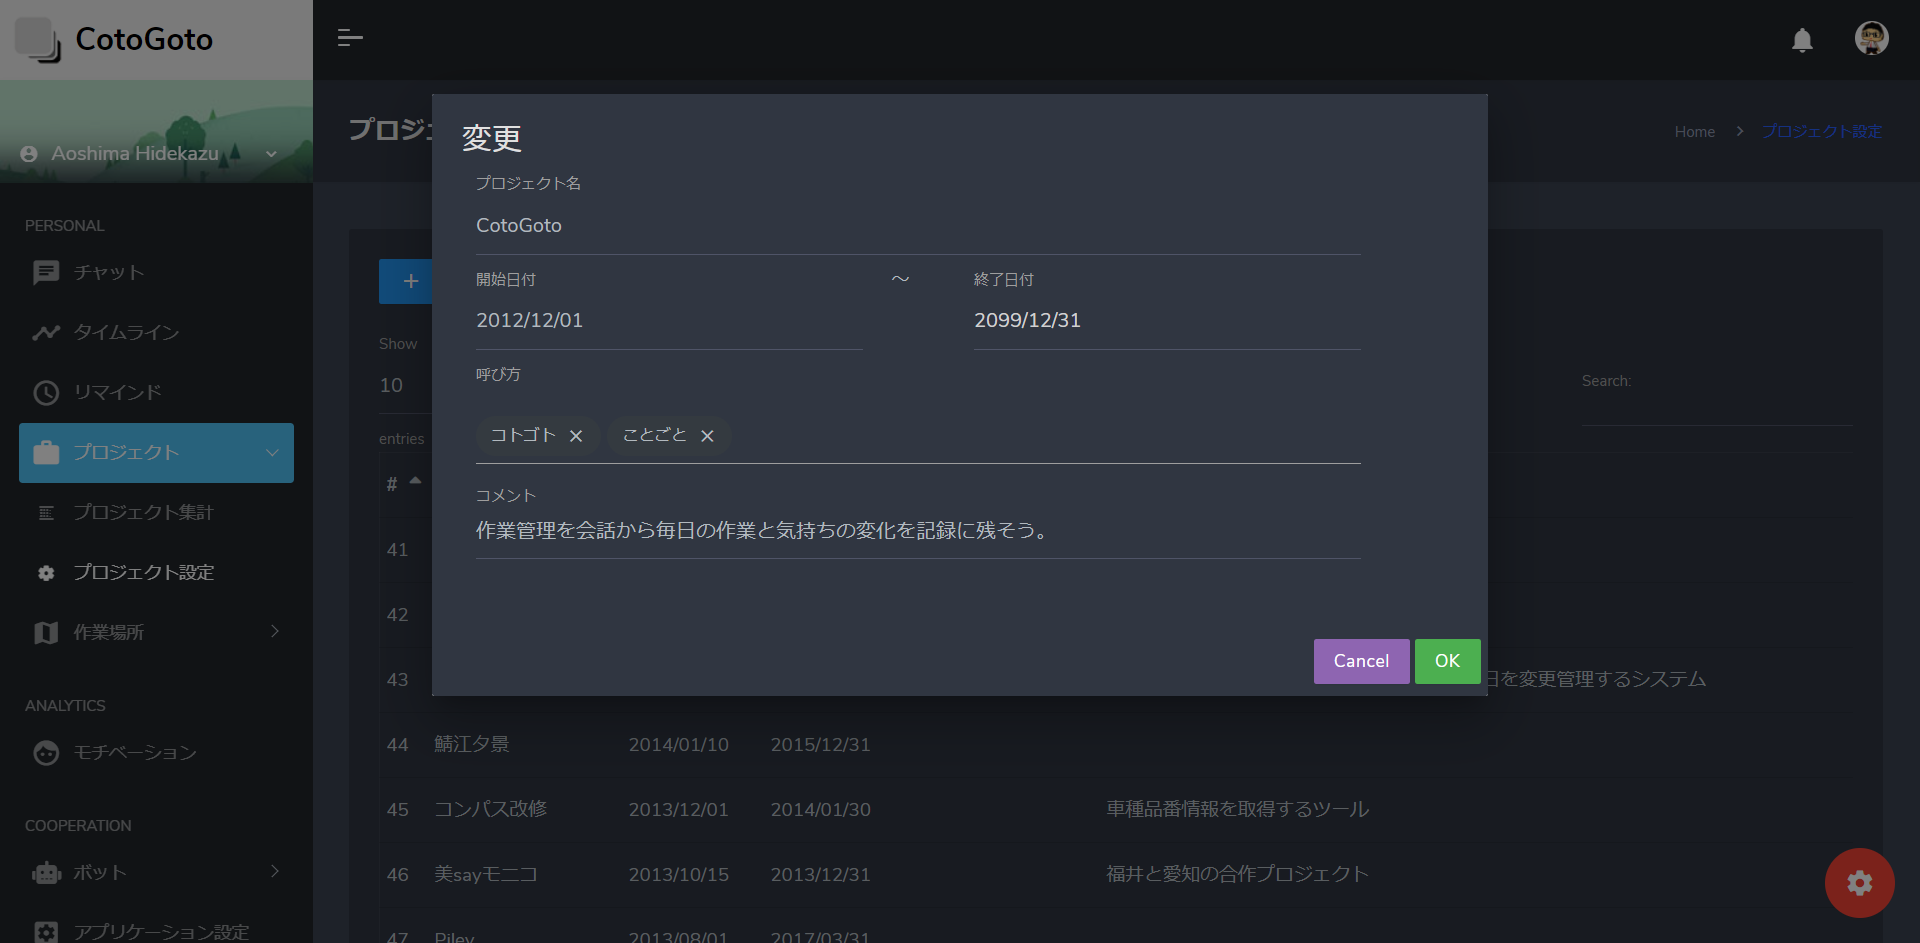 CotoGoto
Aoshima Hidekazu
PERSONAL
チャット
タイムライン
リマインド
プロジェクト
プロジェクト集計
プロジェクト設定
作業場所
ANALYTICS
モチベーション
COOPERATION
ボット
アプリケーション設定
プロジェ
Home
プロジェクト設定
+
Show
10
entries
Search:
変更
プロジェクト名
CotoGoto
開始日付
～
終了日付
2012/12/01
2099/12/31
呼び方
コトゴト ×
ことごと ×
コメント
作業管理を会話から毎日の作業と気持ちの変化を記録に残そう。
Cancel
OK
#
41
42
43 日を変更管理するシステム
44 鯖江夕景 2014/01/10 2015/12/31
45 コンパス改修 2013/12/01 2014/01/30 車種品番情報を取得するツール
46 美sayモニコ 2013/10/15 2013/12/31 福井と愛知の合作プロジェクト
47 Piley 2013/08/01 2017/03/31